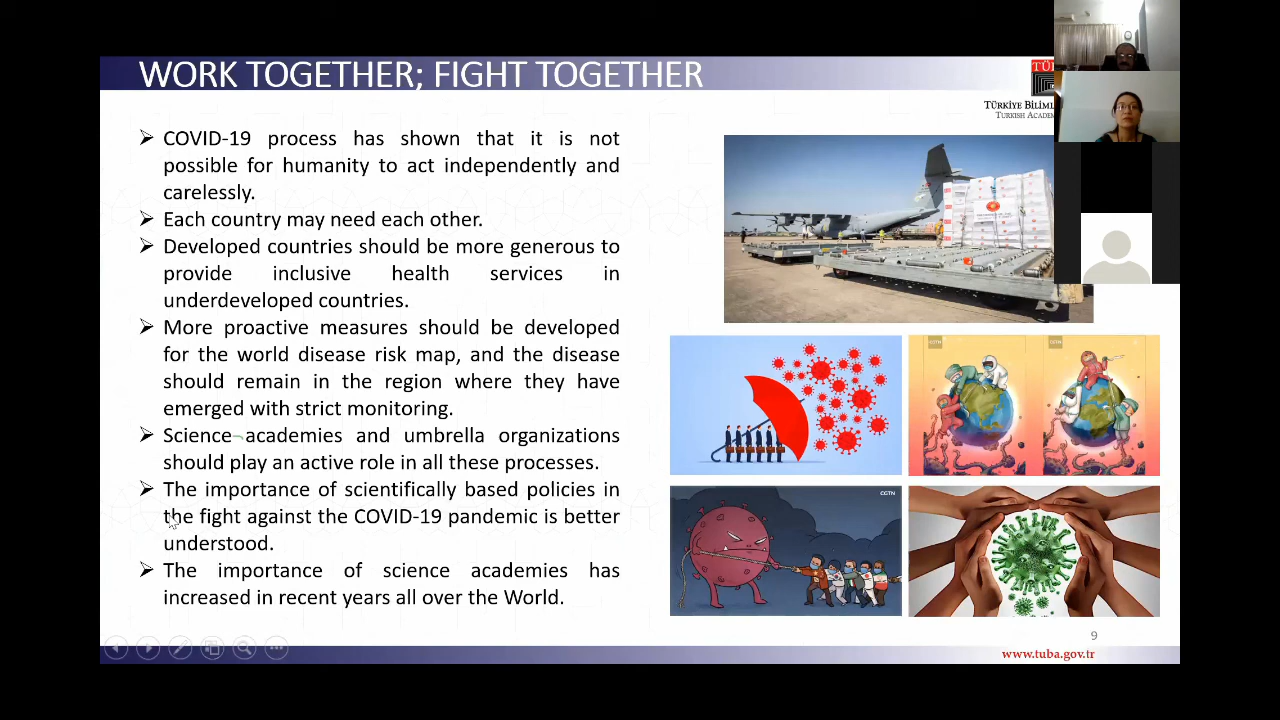 WORK TOGETHER; FIGHT TOGETHER
TÜRKİYE BİLİML
TURKISH ACADEM
➢ COVID-19 process has shown that it is not
possible for humanity to act independently and
carelessly.
➢ Each country may need each other.
➢ Developed countries should be more generous to
provide inclusive health services in
underdeveloped countries.
➢ More proactive measures should be developed
for the world disease risk map, and the disease
should remain in the region where they have
emerged with strict monitoring.
➢ Science academies and umbrella organizations
should play an active role in all these processes.
➢ The importance of scientifically based policies in
the fight against the COVID-19 pandemic is better
understood.
➢ The importance of science academies has
increased in recent years all over the World.
CGTN
CGTN
CGTN
9
www.tuba.gov.tr